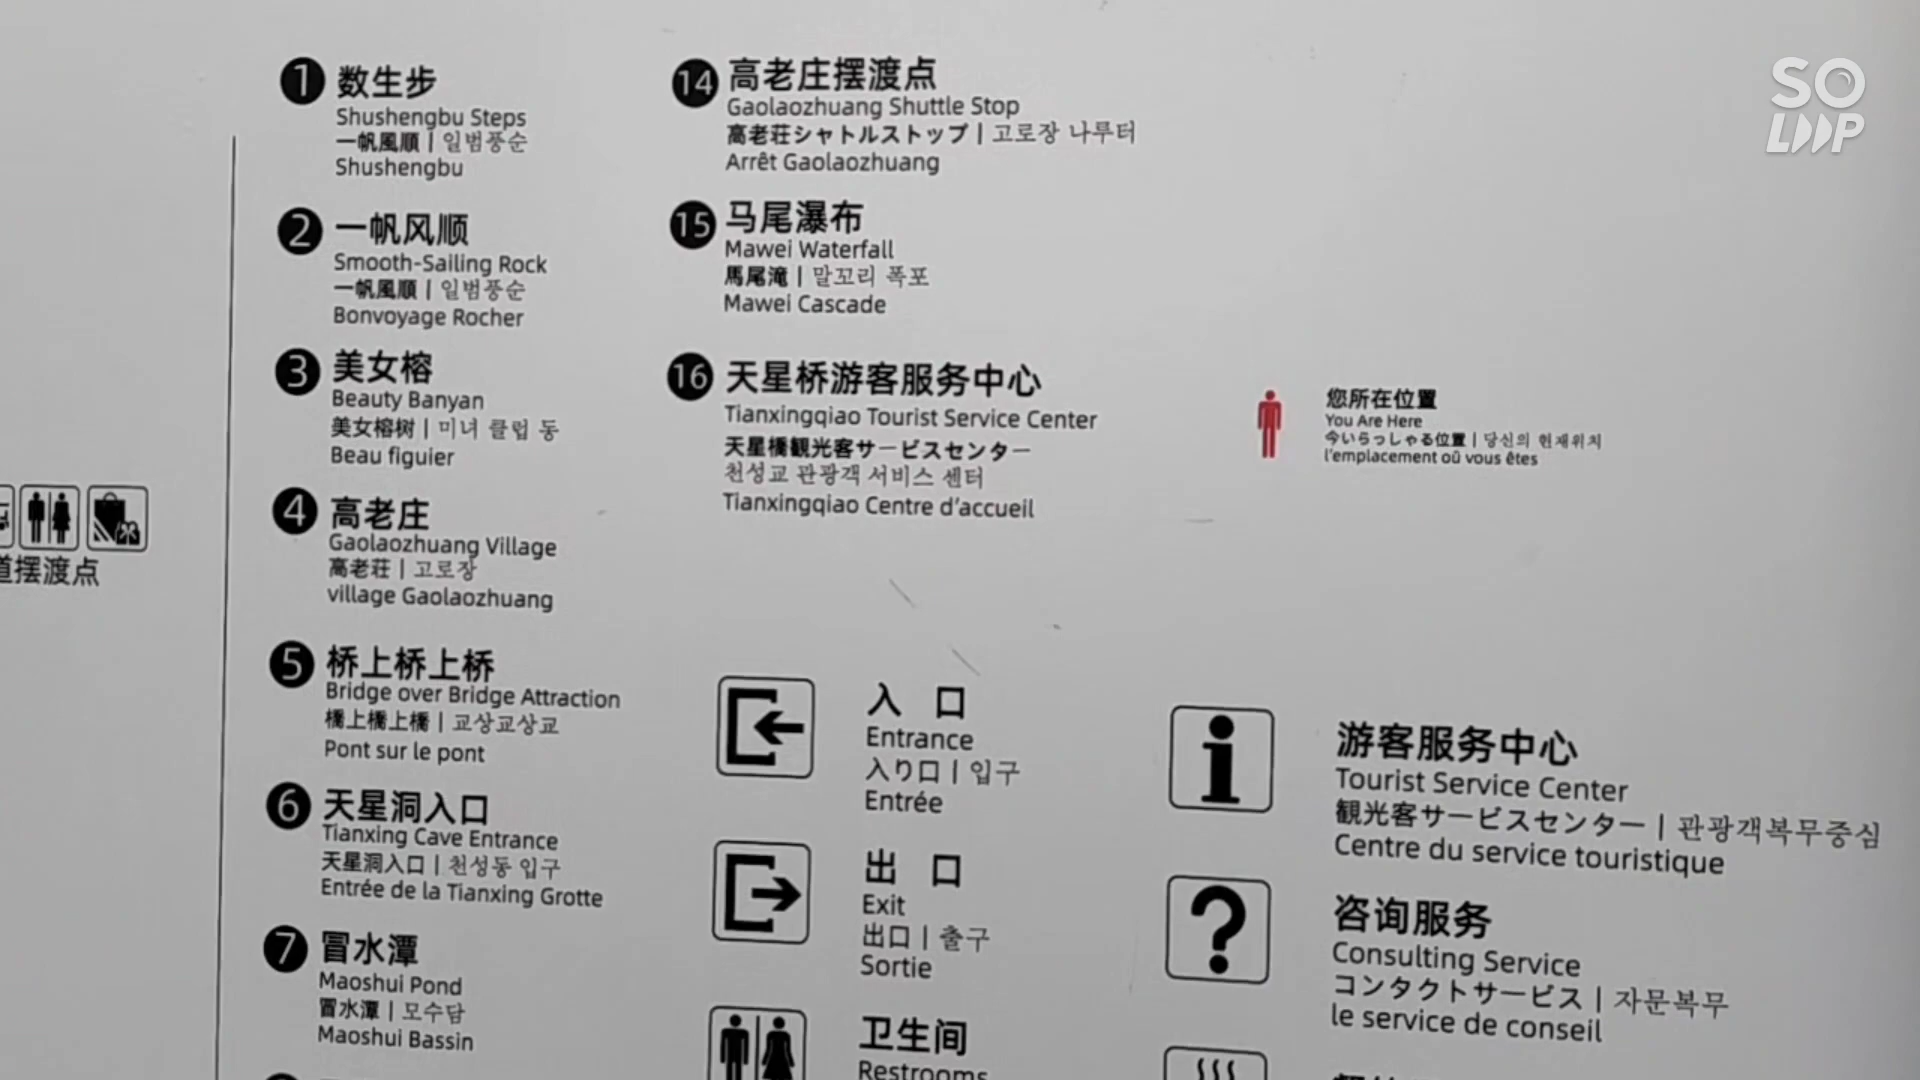 SO
LOOP
1 数生步
Shushengbu Steps
一帆風順 | 일범풍순
Shushengbu
2 一帆风顺
Smooth-Sailing Rock
一帆風順 | 일범풍순
Bonvoyage Rocher
3 美女榕
Beauty Banyan
美女榕树 | 미녀 클럽 동
Beau figuier
4 高老庄
Gaolaozhuang Village
高老荘 | 고로장
village Gaolaozhuang
5 桥上桥上桥
Bridge over Bridge Attraction
橋上橋上橋 | 교상교상교
Pont sur le pont
6 天星洞入口
Tianxing Cave Entrance
天星洞入口 | 천성동 입구
Entrée de la Tianxing Grotte
7 冒水潭
Maoshui Pond
冒水潭 | 모수담
Maoshui Bassin
14 高老庄摆渡点
Gaolaozhuang Shuttle Stop
高老荘シャトルストップ | 고로장 나루터
Arrêt Gaolaozhuang
15 马尾瀑布
Mawei Waterfall
馬尾滝 | 말꼬리 폭포
Mawei Cascade
16 天星桥游客服务中心
Tianxingqiao Tourist Service Center
天星橋観光客サービスセンター
천성교 관광객 서비스 센터
Tianxingqiao Centre d'accueil
您所在位置
You Are Here
今いらっしゃる位置 | 당신의 현재위치
l'emplacement oû vous êtes
道摆渡点
入 口
Entrance
入り口 | 입구
Entrée
出 口
Exit
出口 | 출구
Sortie
卫生间
Restrooms
游客服务中心
Tourist Service Center
観光客サービスセンター | 관광객복무중심
Centre du service touristique
咨询服务
Consulting Service
コンタクトサービス | 자문복무
le service de conseil